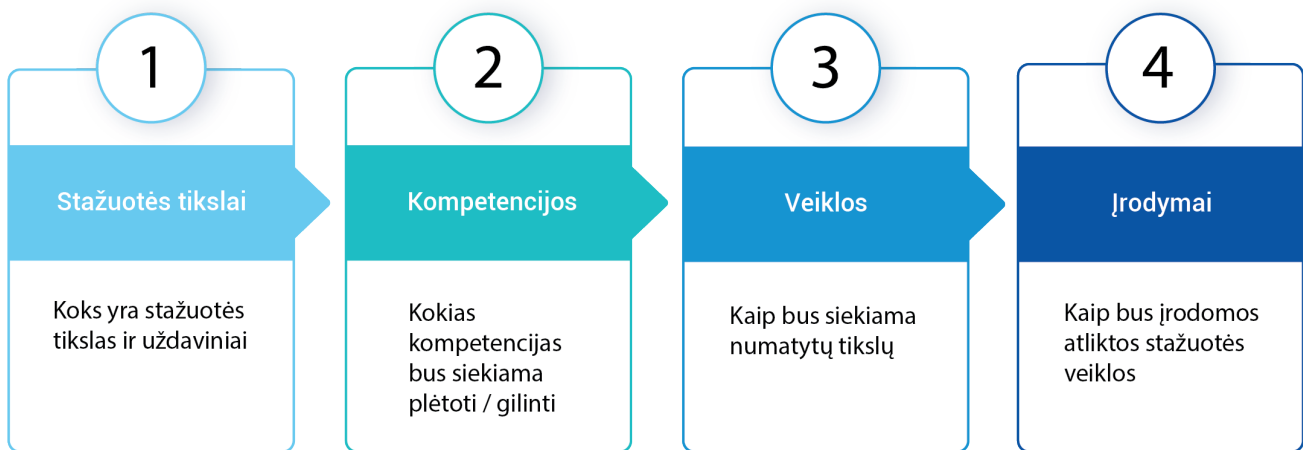 1
Stažuotės tikslai
Koks yra stažuotės
tikslas ir uždaviniai
2
Kompetencijos
Kokias
kompetencijas
bus siekiama
plėtoti / gilinti
3
Veiklos
Kaip bus siekiama
numatytų tikslų
4
Įrodymai
Kaip bus įrodomos
atliktos stažuotės
veiklos